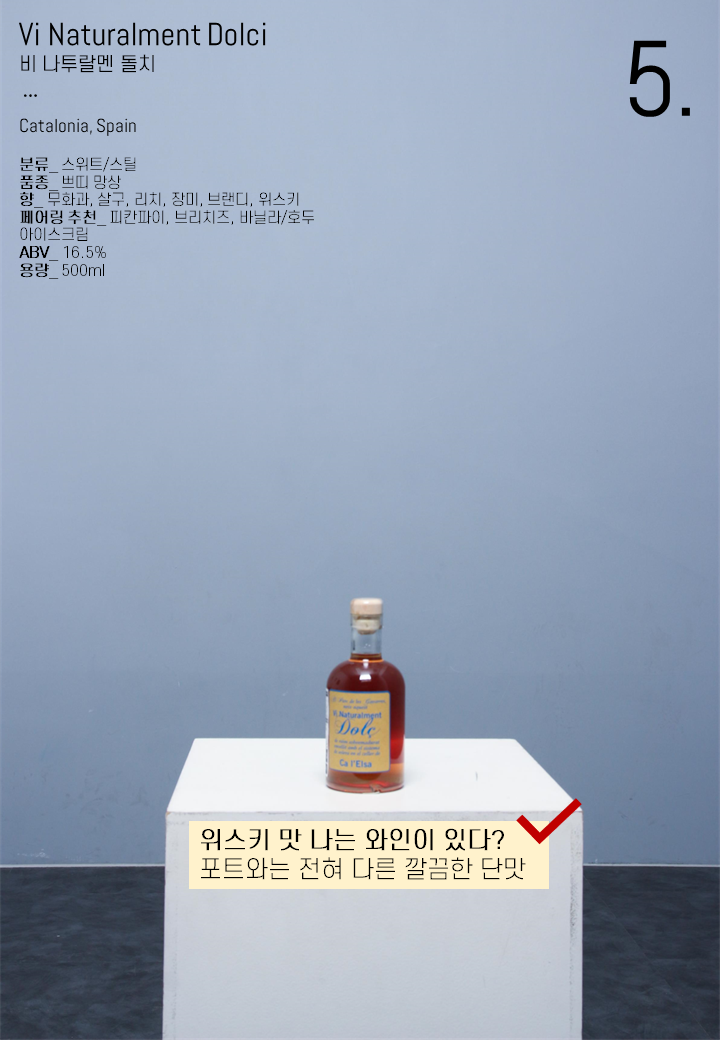 Vi Naturalment Dolci
비 나투랄멘 돌치
...
Catalonia, Spain
5.
분류_ 스위트/스틸
품종_ 쁘띠 망상
향_ 무화과, 살구, 리치, 장미, 브랜디, 위스키
페어링 추천_ 피칸파이, 브리치즈, 바닐라/호두
아이스크림
ABV_ 16.5%
용량_ 500ml
Vi Naturalment
Dolç
Ca l'Elsa
위스키 맛 나는 와인이 있다?
포트와는 전혀 다른 깔끔한 단맛